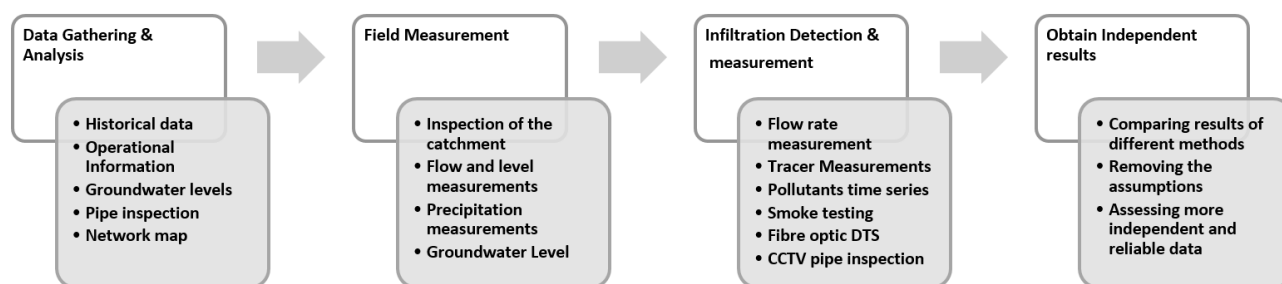 Data Gathering &
Analysis
• Historical data
• Operational
Information
• Groundwater levels
• Pipe inspection
• Network map
Field Measurement
• Inspection of the
catchment
• Flow and level
measurements
• Precipitation
measurements
• Groundwater Level
Infiltration Detection &
measurement
• Flow rate
measurement
• Tracer Measurements
• Pollutants time series
• Smoke testing
• Fibre optic DTS
• CCTV pipe inspection
Obtain Independent
results
• Comparing results of
different methods
• Removing the
assumptions
• Assessing more
independent and
reliable data